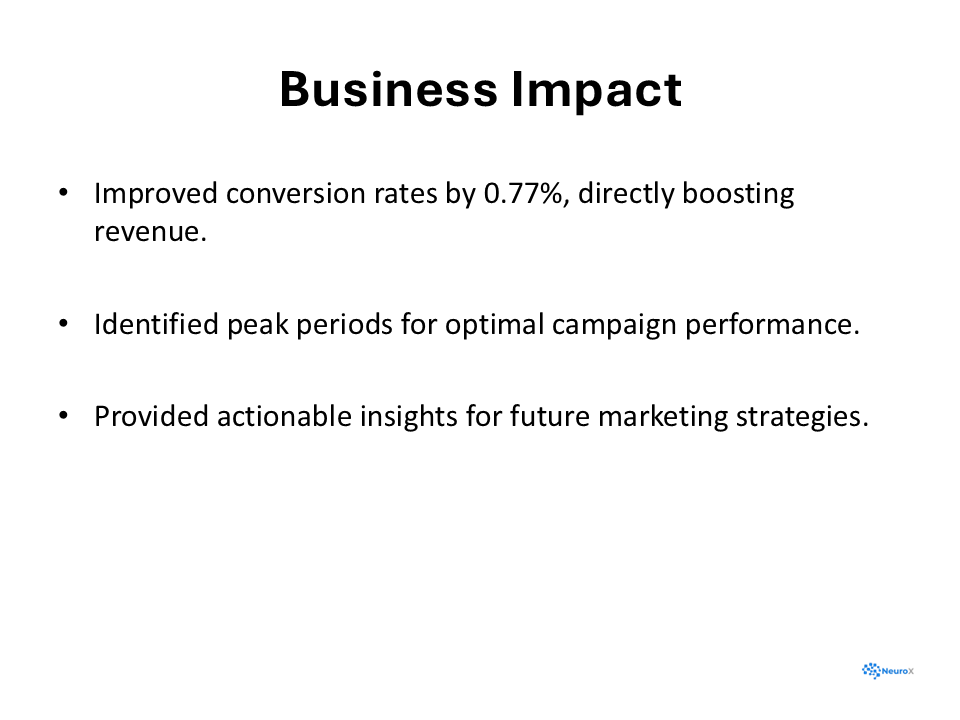 Business Impact
• Improved conversion rates by 0.77%, directly boosting
revenue.
• Identified peak periods for optimal campaign performance.
• Provided actionable insights for future marketing strategies.
NeuroX